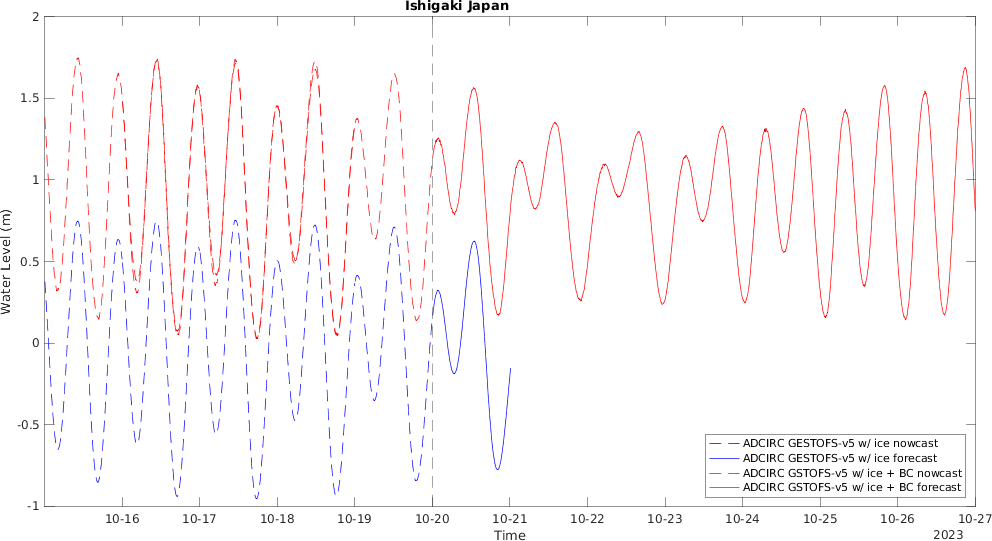 Ishigaki Japan
2
1.5
1
0.5
0
-0.5
-1
Water Level (m)
10-16 10-17 10-18 10-19 10-20 10-21 10-22 10-23 10-24 10-25 10-26 10-27
Time
2023
ADCIRC GESTOFS-v5 w/ ice nowcast
ADCIRC GESTOFS-v5 w/ ice forecast
ADCIRC GSTOFS-v5 w/ ice + BC nowcast
ADCIRC GSTOFS-v5 w/ ice + BC forecast